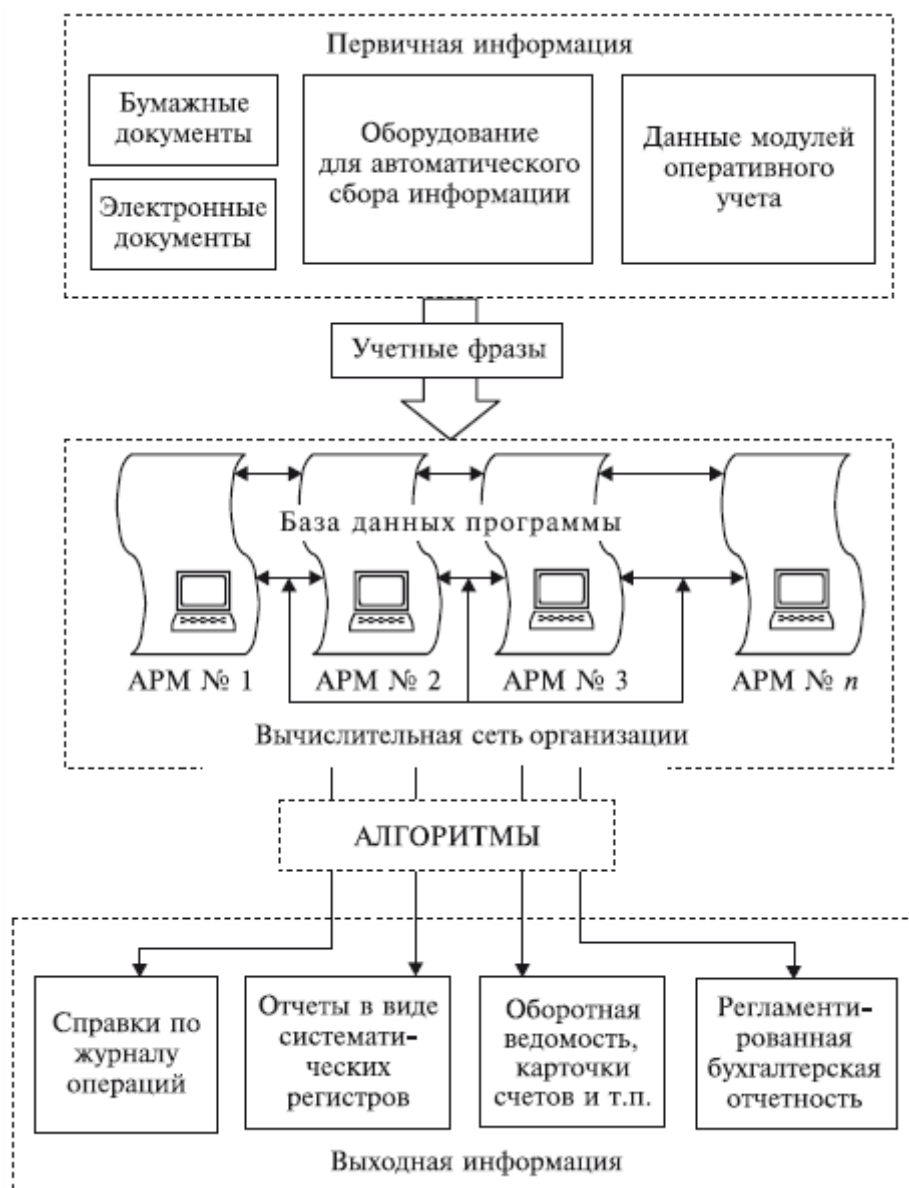 Первичная информация
Бумажные
документы
Электронные
документы
Оборудование
для автоматического
сбора информации
Данные модулей
оперативного
учета
Учетные фразы
База данных программы
АРМ № 1
АРМ № 2
АРМ № 3
АРМ № n
Вычислительная сеть организации
АЛГОРИТМЫ
Справки по
журналу
операций
Отчеты в виде
системати-
ческих
регистров
Оборотная
ведомость,
карточки
счетов и т.п.
Регламенти-
рованная
бухгалтерская
отчетность
Выходная информация